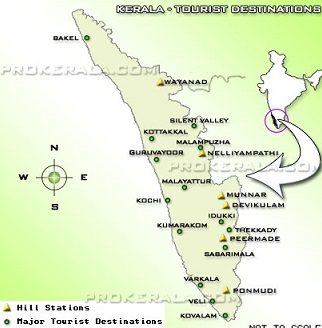 KERALA - TOURIST DESTINATIONS
BAKEL
PROKERALA.COM
WAYANAD
SILENT VALLEY
KOTTAKKAL
MALAMPUZHA
GURUVAYOOR
NELLIYAMPATHI
N
W E
S
PROKERALA.COM
MALAYATTUR
KOCHI
MUNNAR
DEVIKULAM
IDUKKI
KUMARAKOM
THEKKADY
PEERMADE
SABARIMALA
VARKALA
PROKERALA.COM
PONMUDI
VELI
KOVALAM
Hill Stations
Major Tourist Destinations
NOT TO SCALE